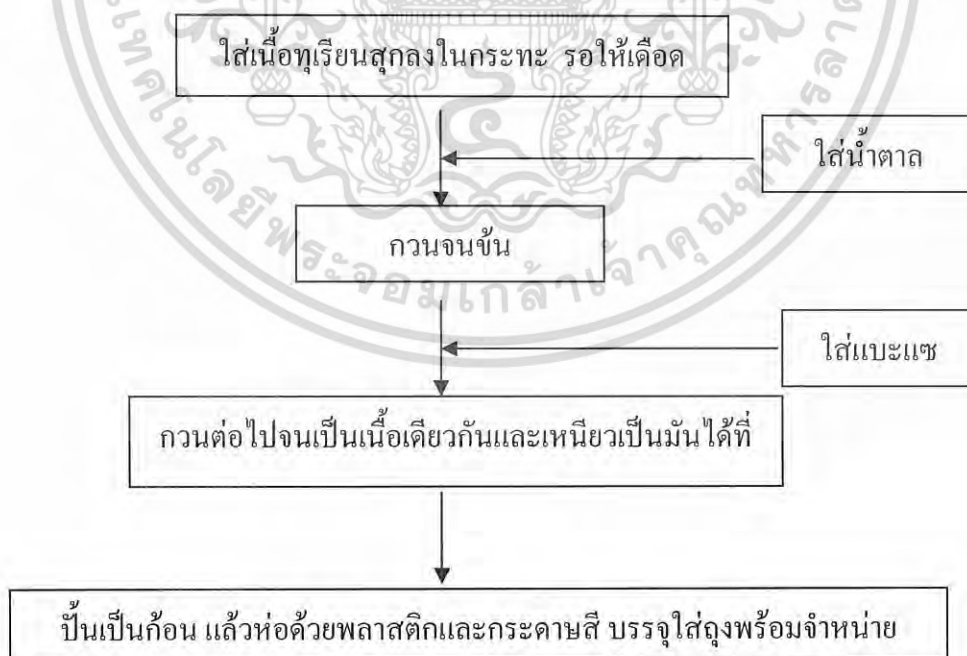 ใส่เนื้อทุเรียนสุกลงในกระทะ รอให้เดือด
ใส่น้ำตาล
กวนจนข้น
ใส่แบะแซ
กวนต่อไปจนเป็นเนื้อเดียวกันและเหนียวเป็นมันได้ที่
ปั้นเป็นก้อน แล้วห่อด้วยพลาสติกและกระดาษสี บรรจุใส่ถุงพร้อมจำหน่าย